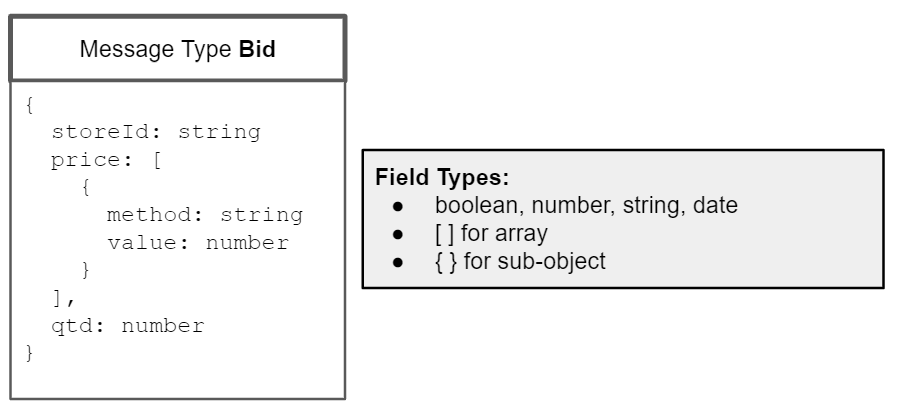 Message Type Bid
{
  storeId: string
  price: [
    {
      method: string
      value: number
    }
  ],
  qtd: number
}
Field Types:
● boolean, number, string, date
● [ ] for array
● { } for sub-object